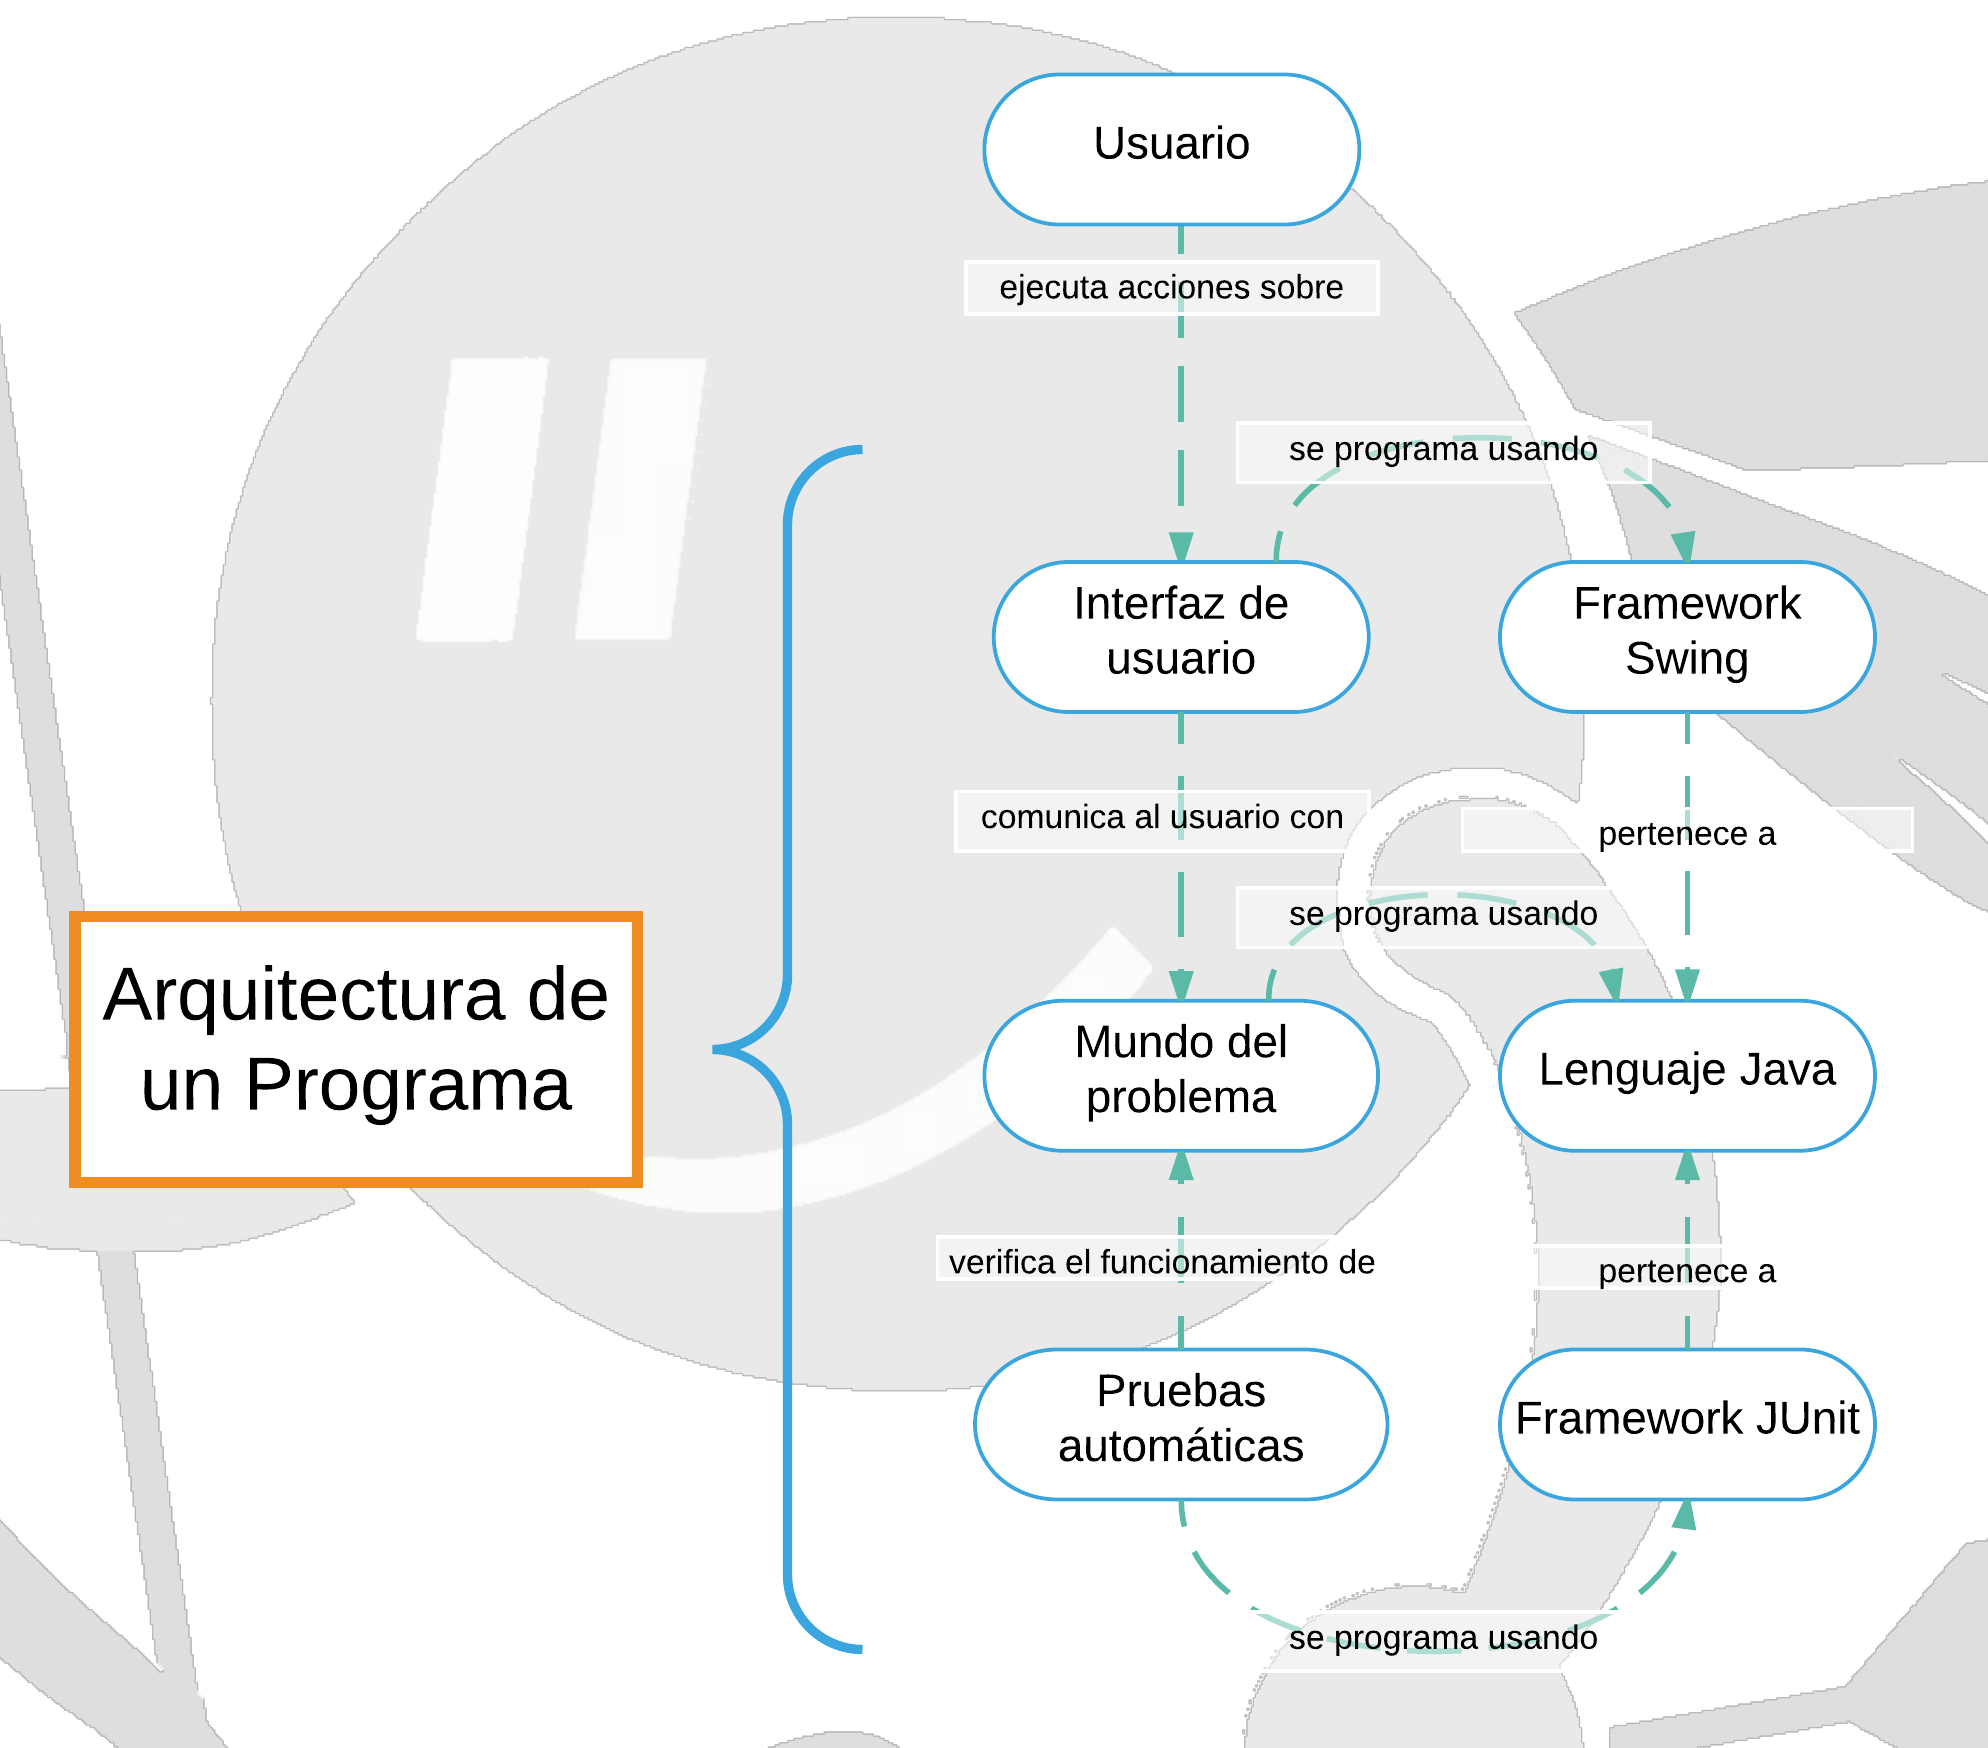 Usuario
ejecuta acciones sobre
se programa usando
Interfaz de
usuario
Framework
Swing
comunica al usuario con
pertenece a
se programa usando
Arquitectura de
un Programa
Mundo del
problema
Lenguaje Java
verifica el funcionamiento de
pertenece a
Pruebas
automáticas
Framework JUnit
se programa usando